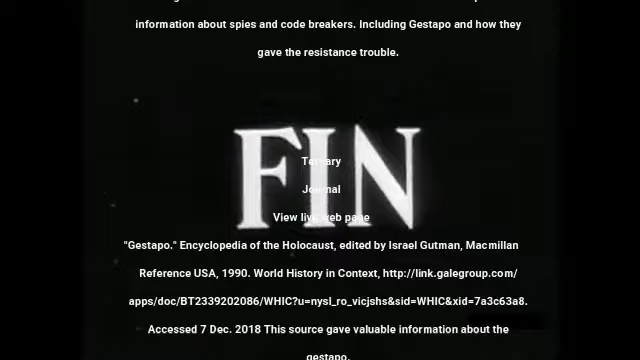 information about spies and code breakers. Including Gestapo and how they
gave the resistance trouble.
FIN
Tertiary
Journal
View live web page
"Gestapo." Encyclopedia of the Holocaust, edited by Israel Gutman, Macmillan
Reference USA, 1990. World History in Context, http://link.galegroup.com/
apps/doc/BT2339202086/WHIC?u=nysl_ro_vicjshs&sid=WHIC&xid=7a3c63a8.
Accessed 7 Dec. 2018 This source gave valuable information about the
gestapo.